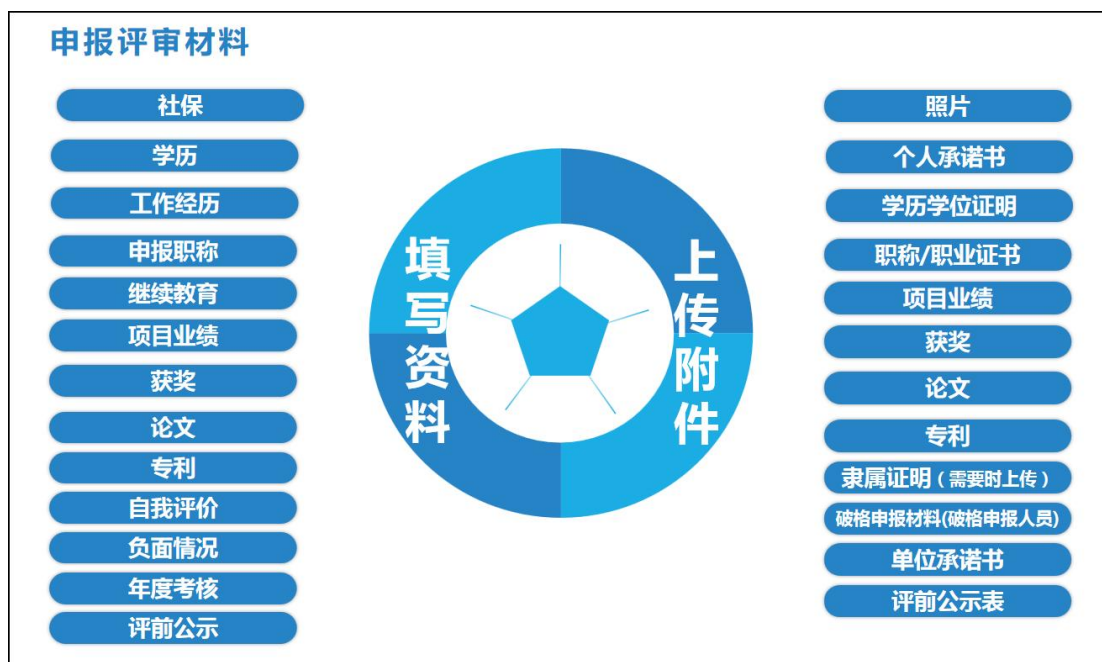 申报评审材料
社保
学历
工作经历
申报职称
继续教育
项目业绩
获奖
论文
专利
自我评价
负面情况
年度考核
评前公示
填写资料
上传附件
照片
个人承诺书
学历学位证明
职称/职业证书
项目业绩
获奖
论文
专利
隶属证明（需要时上传）
破格申报材料(破格申报人员)
单位承诺书
评前公示表